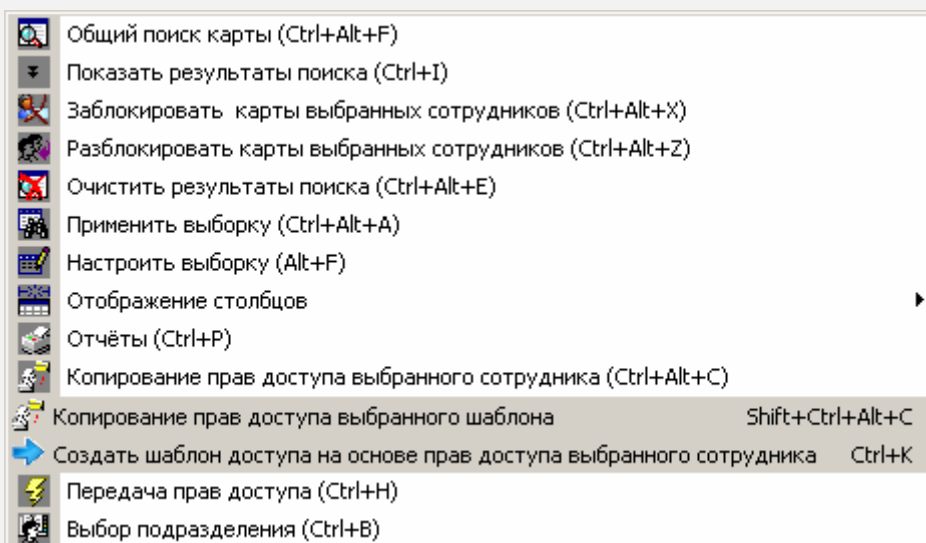 Общий поиск карты (Ctrl+Alt+F)
Показать результаты поиска (Ctrl+I)
Заблокировать  карты выбранных сотрудников (Ctrl+Alt+X)
Разблокировать карты выбранных сотрудников (Ctrl+Alt+Z)
Очистить результаты поиска (Ctrl+Alt+E)
Применить выборку (Ctrl+Alt+A)
Настроить выборку (Alt+F)
Отображение столбцов
Отчёты (Ctrl+P)
Копирование прав доступа выбранного сотрудника (Ctrl+Alt+C)
Копирование прав доступа выбранного шаблона Shift+Ctrl+Alt+C
Создать шаблон доступа на основе прав доступа выбранного сотрудника Ctrl+K
Передача прав доступа (Ctrl+H)
Выбор подразделения (Ctrl+B)